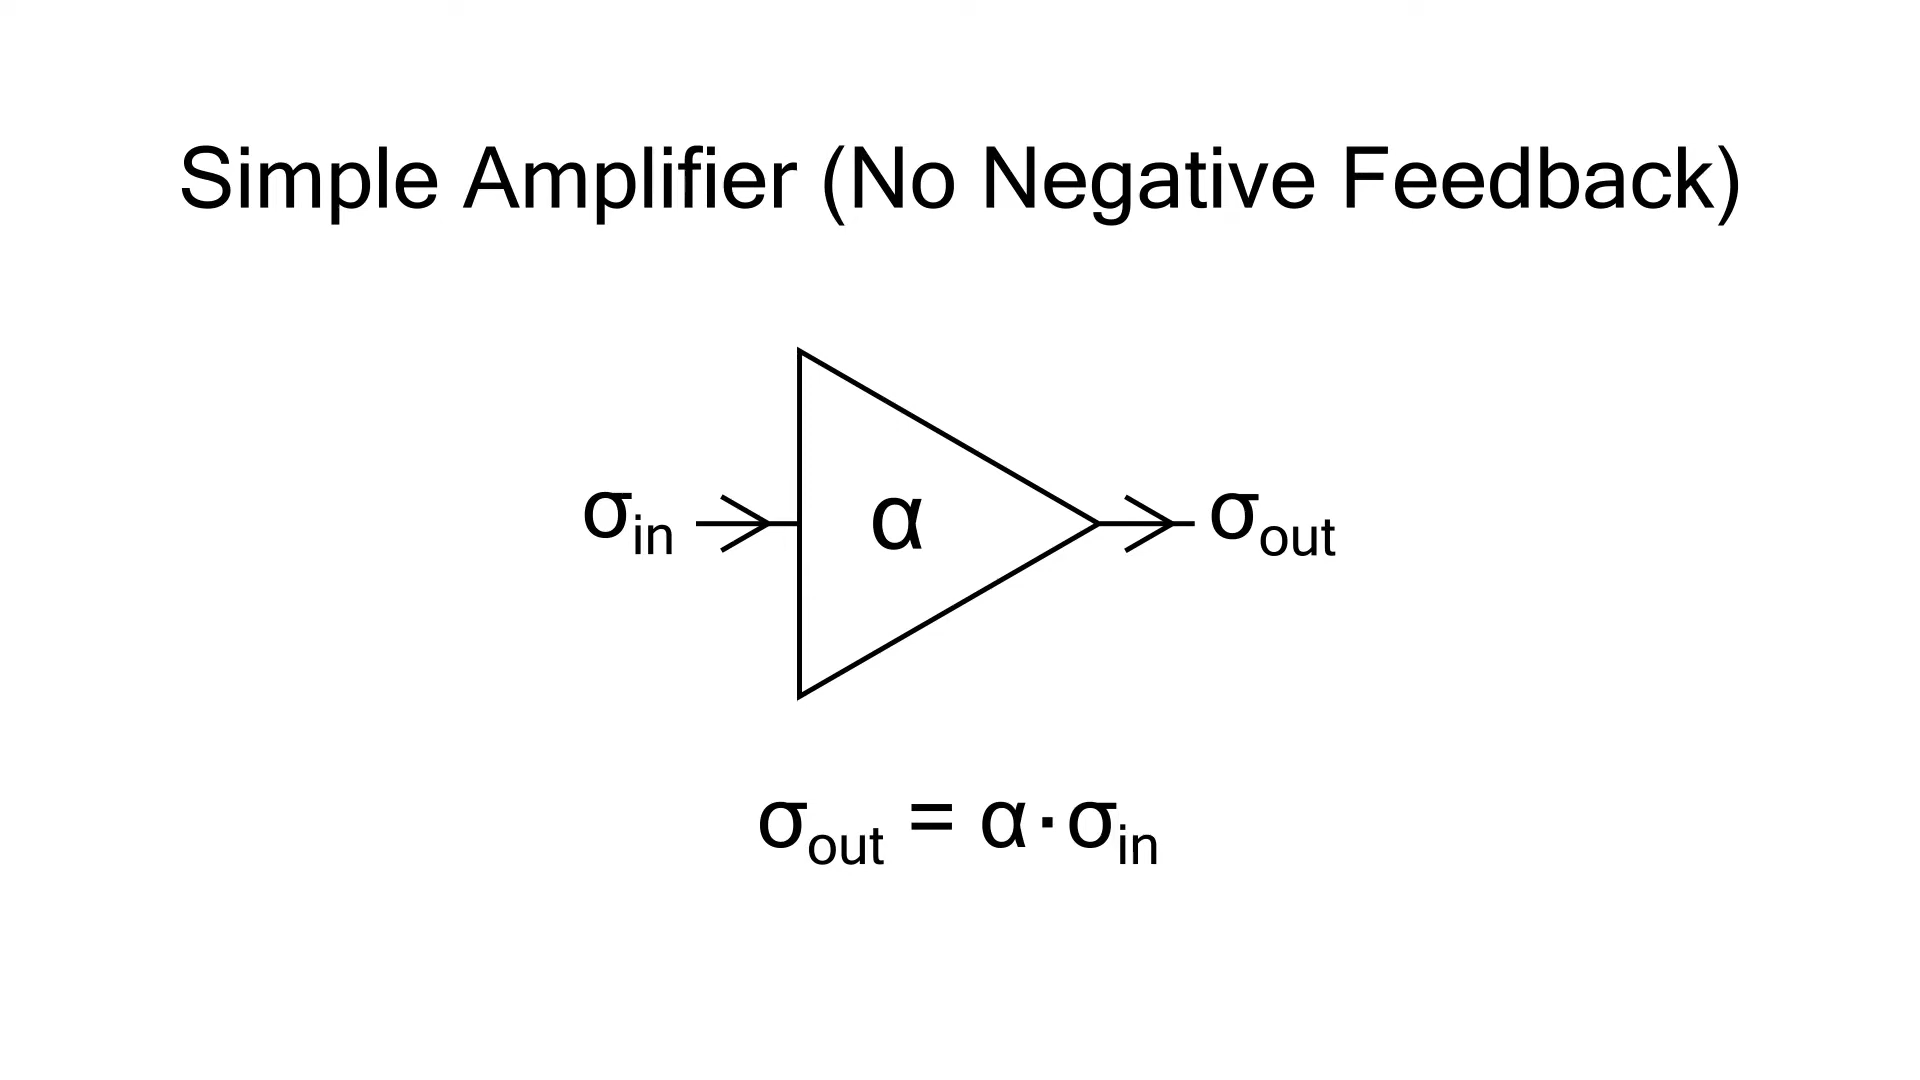 Simple Amplifier (No Negative Feedback)
σin
α
σout
σout = α·σin